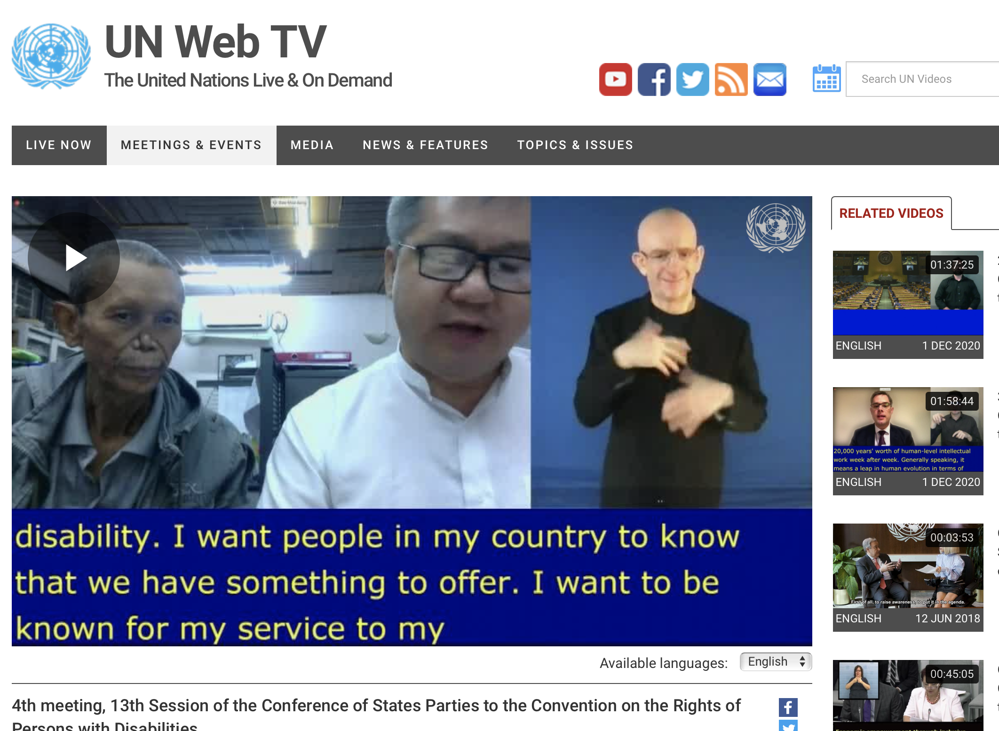 UN Web TV
The United Nations Live & On Demand
Search UN Videos
LIVE NOW
MEETINGS & EVENTS
MEDIA
NEWS & FEATURES
TOPICS & ISSUES
disability. I want people in my country to know
that we have something to offer. I want to be
known for my service to my
Available languages:
English
4th meeting, 13th Session of the Conference of States Parties to the Convention on the Rights of
Persons with Disabilities
RELATED VIDEOS
01:37:25
ENGLISH
1 DEC 2020
01:58:44
20,000 years' worth of human-level intellectual
work week after week. Generally speaking, it
means a leap in human evolution in terms of
ENGLISH
1 DEC 2020
00:03:53
First of all, to raise awareness, to put it in the agenda.
ENGLISH
12 JUN 2018
00:45:05